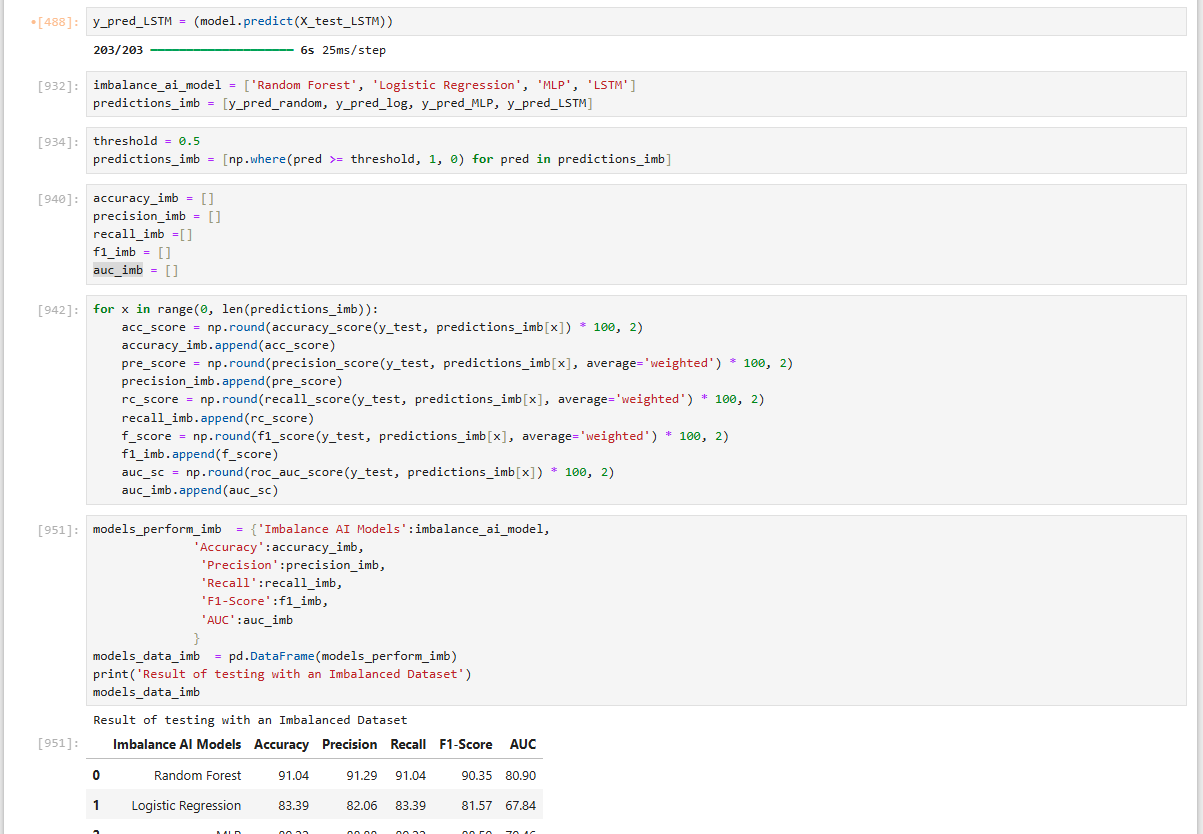 [488]: y_pred_LSTM = (model.predict(X_test_LSTM))
203/203 6s 25ms/step
[932]: imbalance_ai_model = ['Random Forest', 'Logistic Regression', 'MLP', 'LSTM']
predictions_imb = [y_pred_random, y_pred_log, y_pred_MLP, y_pred_LSTM]
[934]: threshold = 0.5
predictions_imb = [np.where(pred >= threshold, 1, 0) for pred in predictions_imb]
[940]: accuracy_imb = []
precision_imb = []
recall_imb =[]
f1_imb = []
auc_imb = []
[942]: for x in range(0, len(predictions_imb)):
    acc_score = np.round(accuracy_score(y_test, predictions_imb[x]) * 100, 2)
    accuracy_imb.append(acc_score)
    pre_score = np.round(precision_score(y_test, predictions_imb[x], average='weighted') * 100, 2)
    precision_imb.append(pre_score)
    rc_score = np.round(recall_score(y_test, predictions_imb[x], average='weighted') * 100, 2)
    recall_imb.append(rc_score)
    f_score = np.round(f1_score(y_test, predictions_imb[x], average='weighted') * 100, 2)
    f1_imb.append(f_score)
    auc_sc = np.round(roc_auc_score(y_test, predictions_imb[x]) * 100, 2)
    auc_imb.append(auc_sc)
[951]: models_perform_imb  = {'Imbalance AI Models':imbalance_ai_model,
              'Accuracy':accuracy_imb,
               'Precision':precision_imb,
               'Recall':recall_imb,
               'F1-Score':f1_imb,
               'AUC':auc_imb
              }
models_data_imb  = pd.DataFrame(models_perform_imb)
print('Result of testing with an Imbalanced Dataset')
models_data_imb
Result of testing with an Imbalanced Dataset
[951]: Imbalance AI Models Accuracy Precision Recall F1-Score AUC
0 Random Forest 91.04 91.29 91.04 90.35 80.90
1 Logistic Regression 83.39 82.06 83.39 81.57 67.84